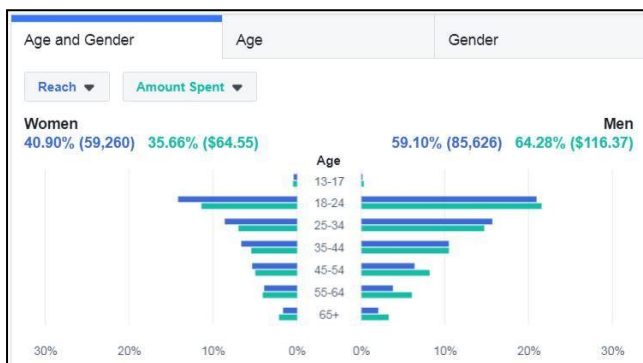 Age and Gender Age Gender
Reach Amount Spent
Women Men
40.90% (59,260) 35.66% ($64.55) 59.10% (85,626) 64.28% ($116.37)
Age
13-17
18-24
25-34
35-44
45-54
55-64
65+
30% 20% 10% 0% 0% 10% 20% 30%